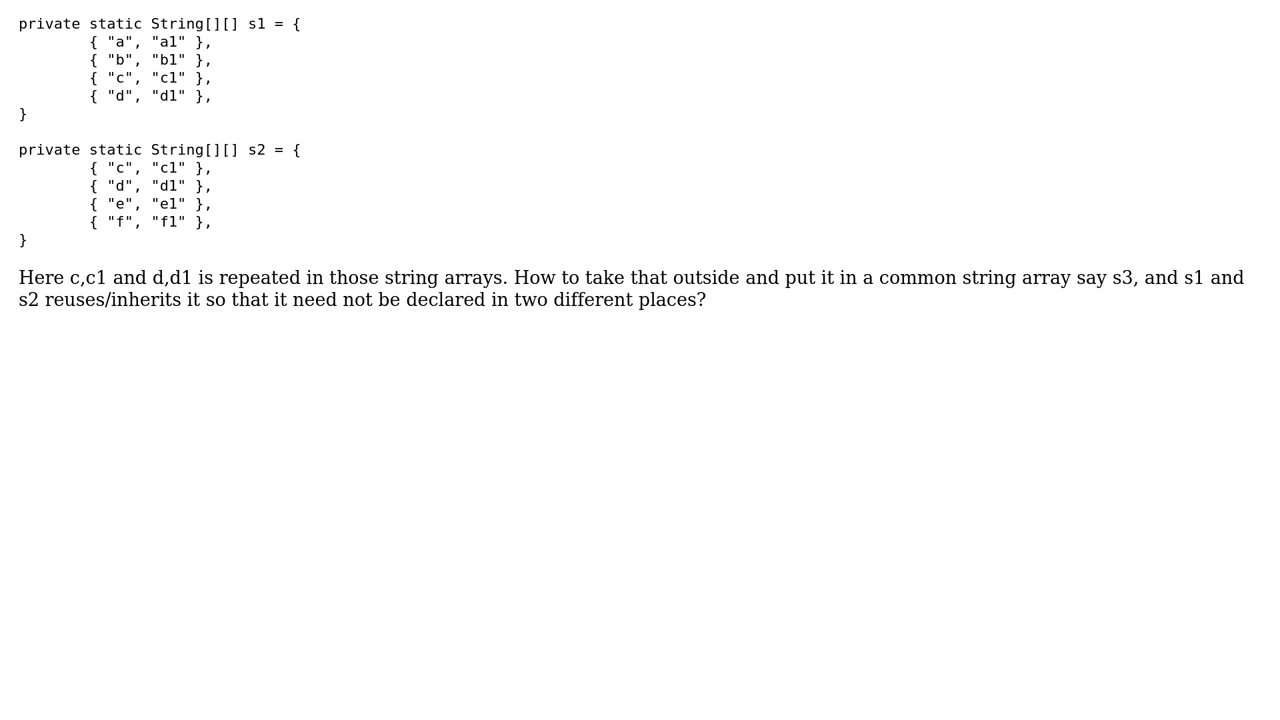 private static String[][] s1 = {
        { "a", "a1" },
        { "b", "b1" },
        { "c", "c1" },
        { "d", "d1" },
}

private static String[][] s2 = {
        { "c", "c1" },
        { "d", "d1" },
        { "e", "e1" },
        { "f", "f1" },
}

Here c,c1 and d,d1 is repeated in those string arrays. How to take that outside and put it in a common string array say s3, and s1 and
s2 reuses/inherits it so that it need not be declared in two different places?